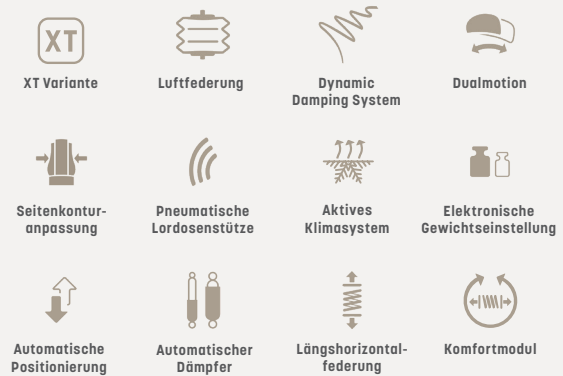 XT
XT Variante
Luftfederung
Dynamic
Damping System
Dualmotion
Seitenkontur-
anpassung
Pneumatische
Lordosenstütze
Aktives
Klimasystem
Elektronische
Gewichtseinstellung
Automatische
Positionierung
Automatischer
Dämpfer
Längshorizontal-
federung
Komfortmodul